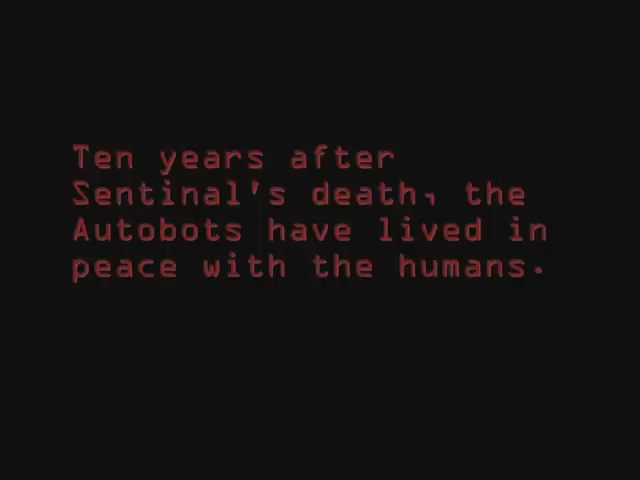 Ten years after
Sentinal's death, the
Autobots have lived in
peace with the humans.